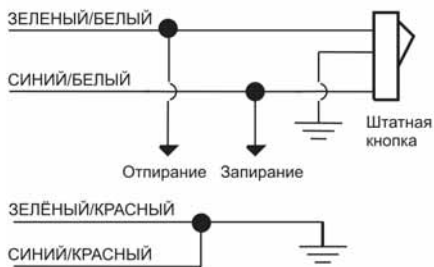 ЗЕЛЕНЫЙ/БЕЛЫЙ
СИНИЙ/БЕЛЫЙ
Штатная
кнопка
Отпирание Запирание
ЗЕЛЁНЫЙ/КРАСНЫЙ
СИНИЙ/КРАСНЫЙ